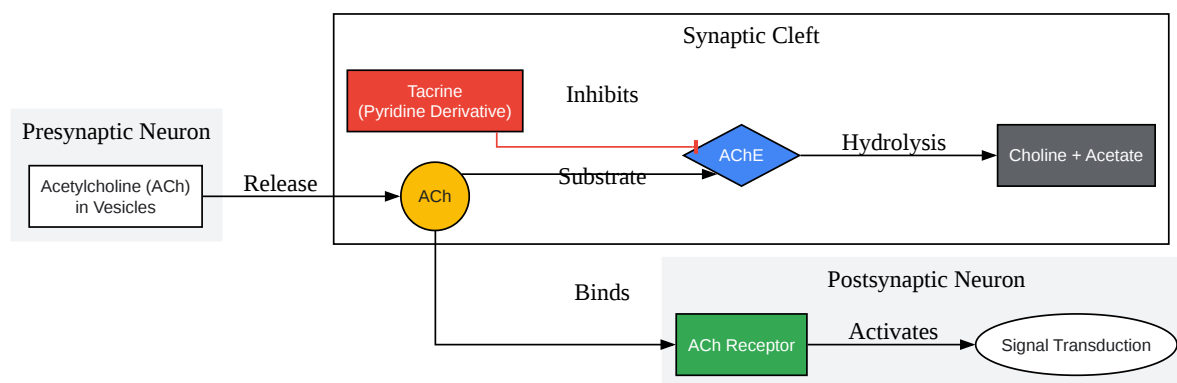 Synaptic Cleft
Tacrine
(Pyridine Derivative)
Inhibits
Presynaptic Neuron
Acetylcholine (ACh)
in Vesicles
Release
ACh
Substrate
AChE
Hydrolysis
Choline + Acetate
Binds
Postsynaptic Neuron
ACh Receptor
Activates
Signal Transduction